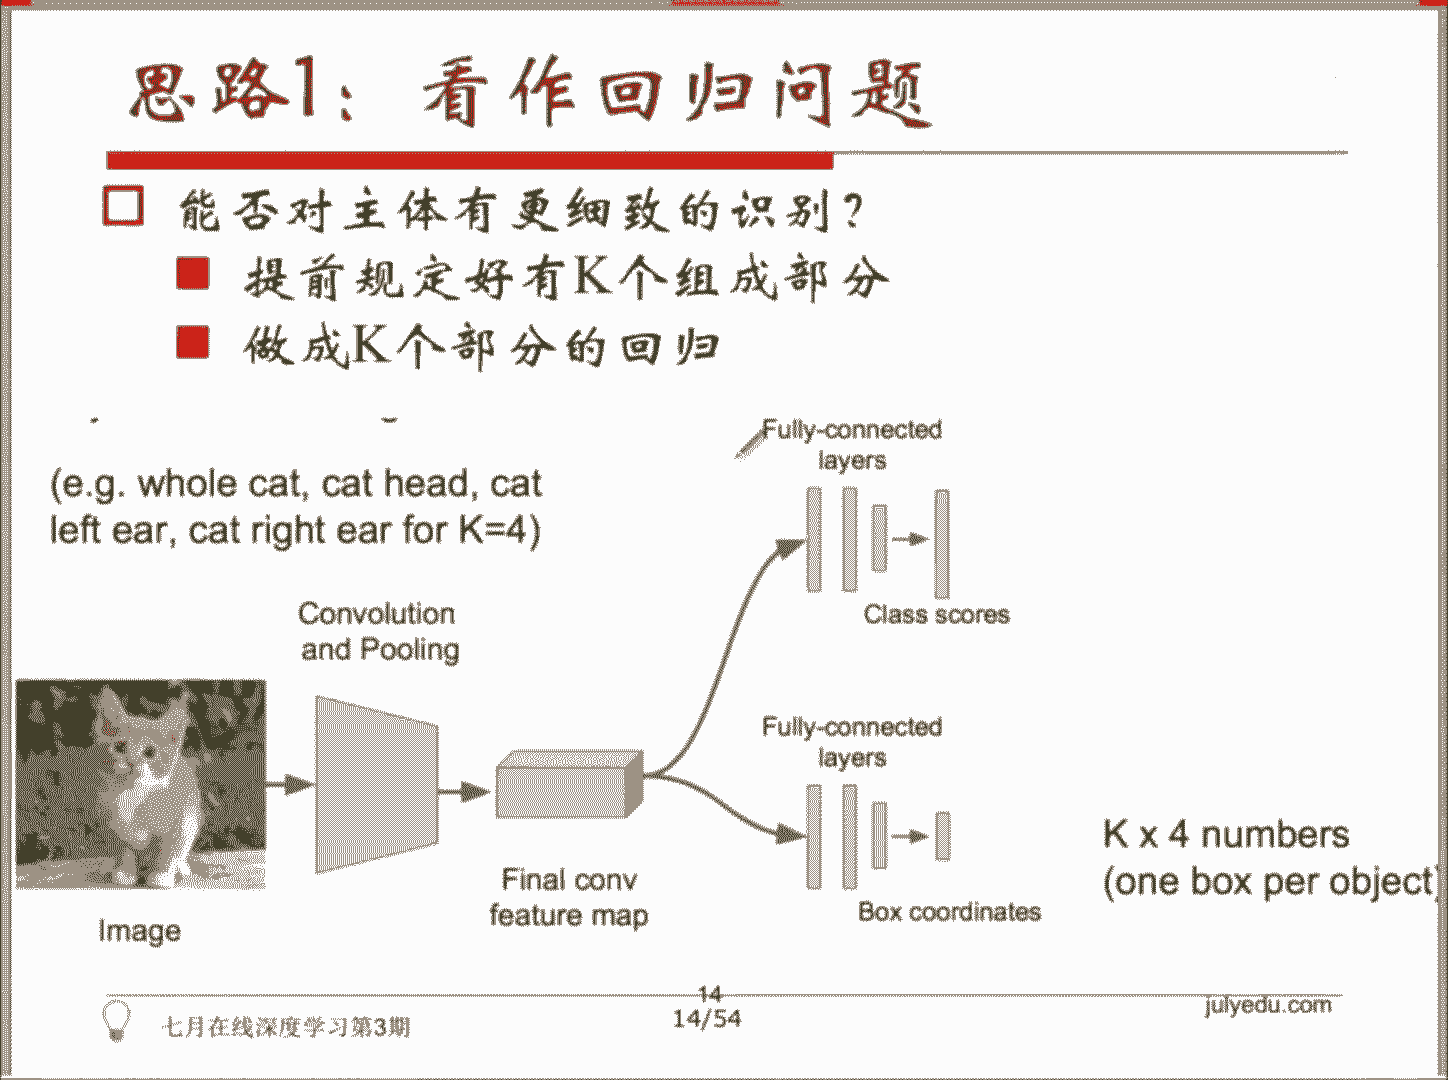 思路1：看作回归问题
能否对主体有更细致的识别？
提前规定好有K个组成部分
做成K个部分的回归
(e.g. whole cat, cat head, cat
left ear, cat right ear for K=4)
Fully-connected
layers
Class scores
Convolution
and Pooling
Fully-connected
layers
K x 4 numbers
(one box per object)
Final conv
feature map
Box coordinates
Image
14
七月在线深度学习第3期
14/54
julyedu.com